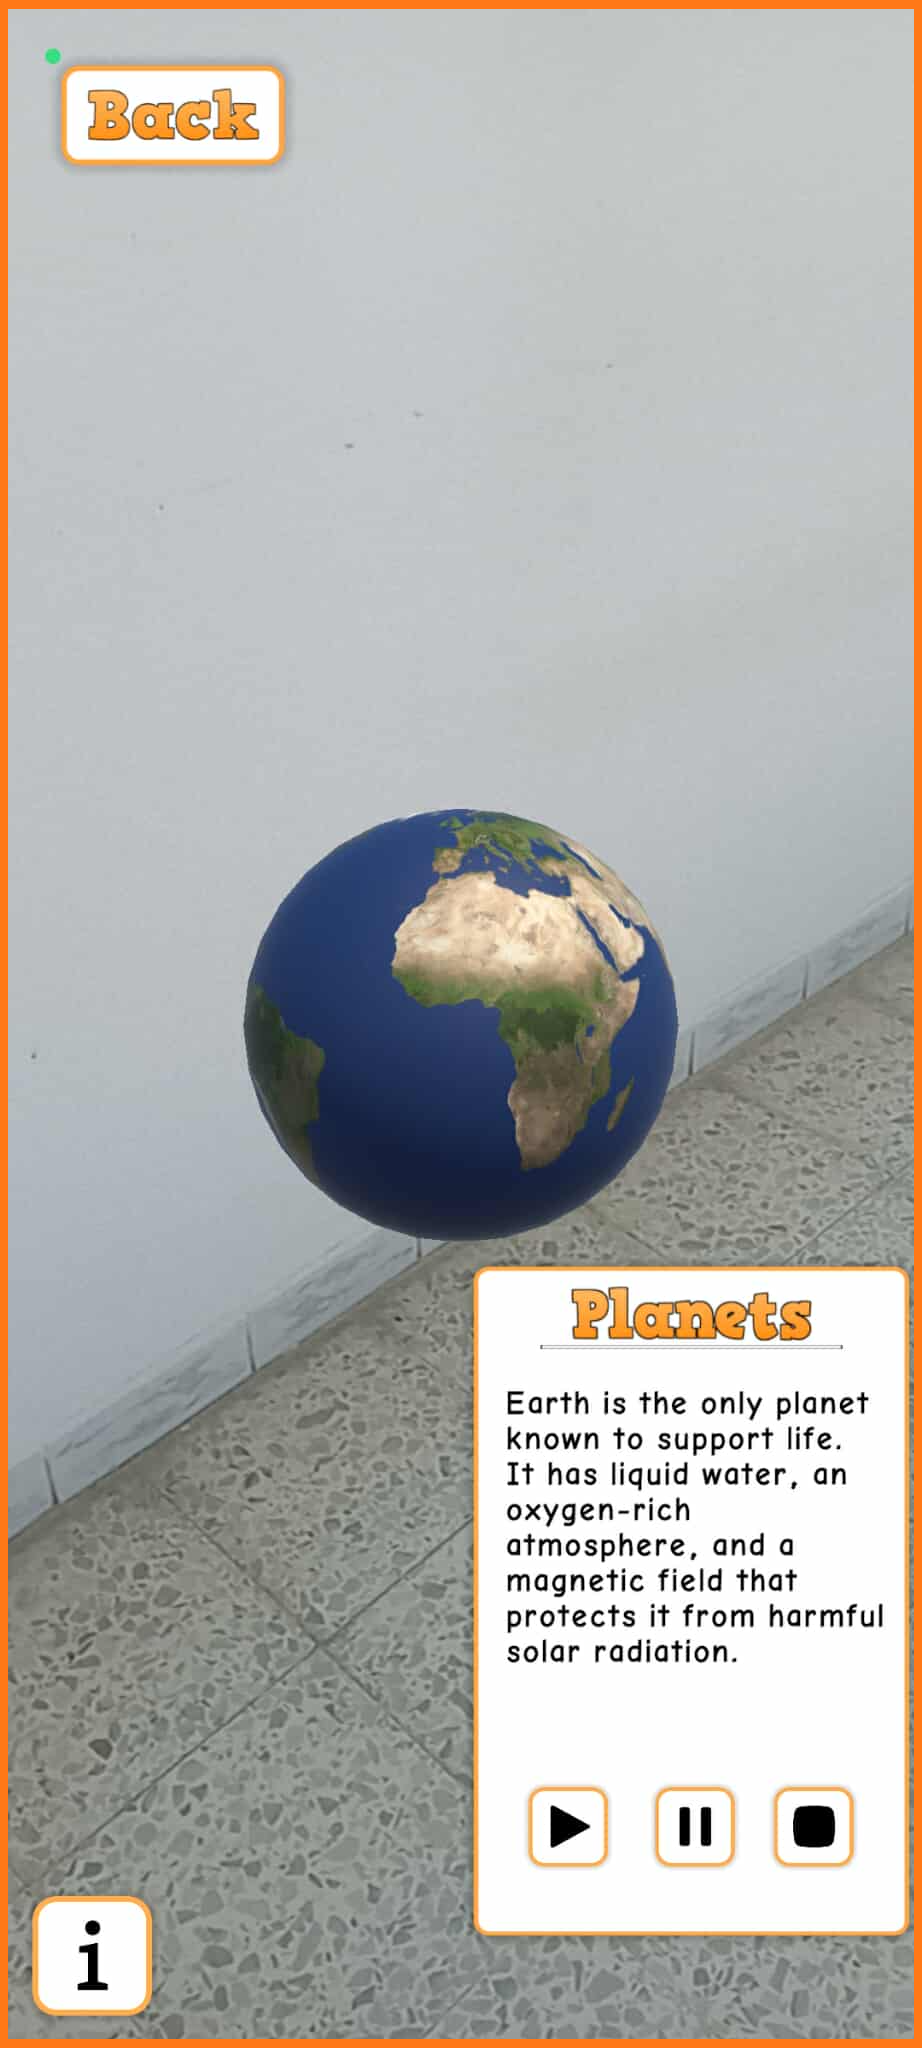 Back
Planets
Earth is the only planet
known to support life.
It has liquid water, an
oxygen-rich
atmosphere, and a
magnetic field that
protects it from harmful
solar radiation.
i